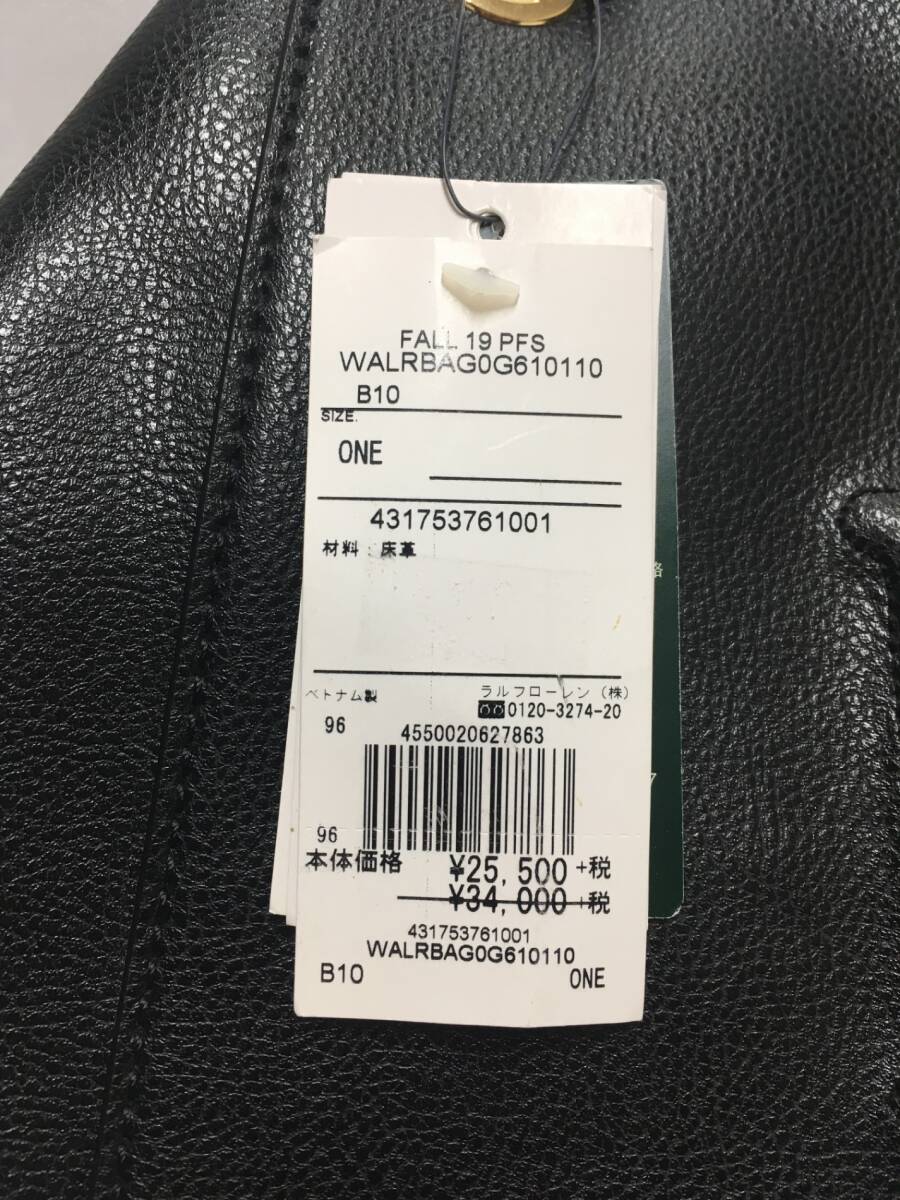 FALL 19 PFS
WALRBAG0G610110
B10
SIZE.
ONE
431753761001
材料：床革
格
ベトナム製
ラルフローレン（株）
0120-3274-20
96
4550020627863
7
96
本体価格
¥25,500 +税
¥34,000 +税
431753761001
WALRBAG0G610110
B10
ONE